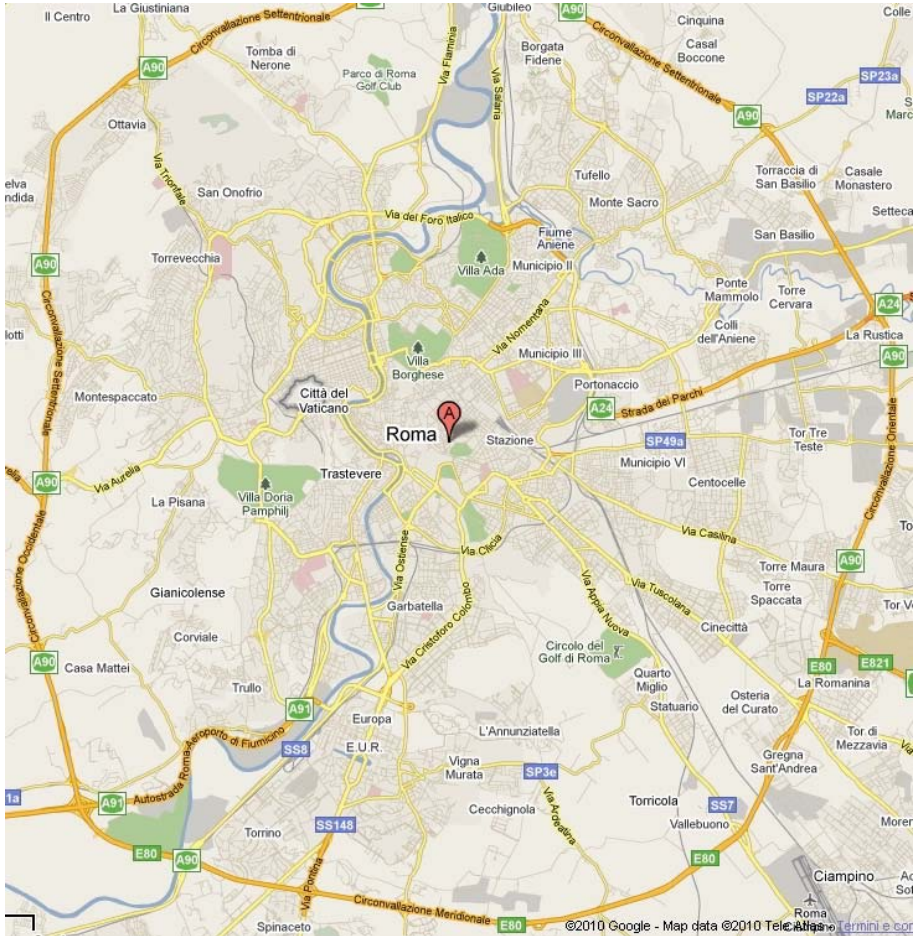 Il Centro
La Giustiniana
A90
Giubileo
A90
Cinquina
Colle
Circonvallazione Settentrionale
Casal
Boccone
Tomba di
Nerone
Via Flaminia
Borgata
Fidene
Circonvallazione Settentrionale
A90
Parco di Roma
Golf Club
Via Salaria
SP23a
SP22a
A90
Ottavia
Via Trionfale
San Onofrio
Tufello
Torraccia di
San Basilio
Casale
Monastero
Monte Sacro
Via del Foro Italico
Fiume
Aniene
San Basilio
Torrevecchia
A90
Villa Ada
Municipio II
Ponte
Mammolo
Torre
Cervara
A24
Circonvallazione Settentrionale
Via Nomentana
Colli
dell'Aniene
La Rustica
Villa
Borghese
Municipio III
A90
Portonaccio
Montespaccato
Città del
Vaticano
A24
Strada dei Parchi
A
Roma
Stazione
SP49a
Tor Tre
Teste
Circonvallazione Orientale
Municipio VI
Trastevere
A90
Via Aurelia
Centocelle
La Pisana
Villa Doria
Pamphilj
Via Casilina
Circonvallazione Occidentale
Via Ostiense
Via Cilicia
A90
Torre Maura
Via Tuscolana
Torre
Spaccata
Gianicolense
Garbatella
Via Appia Nuova
Via Cristoforo Colombo
Cinecittà
Corviale
Circolo del
Golf di Roma
A90
Casa Mattei
E80
E821
Quarto
Miglio
La Romanina
Trullo
Statuario
Osteria
del Curato
A91
Europa
L'Annunziatella
Tor di
Mezzavia
Autostrada Roma-Aeroporto di Fiumicino
SS8
E.U.R.
Vigna
Murata
SP3e
Gregna
Sant'Andrea
A91
Via Ardeatina
Torricola
SS7
Cecchignola
Vallebuono
Torrino
SS148
E80
A90
E80
Via Pontina
Ciampino
Circonvallazione Meridionale
E80
Roma
Spinaceto
©2010 Google - Map data ©2010 Tele Atlas - Termini e con